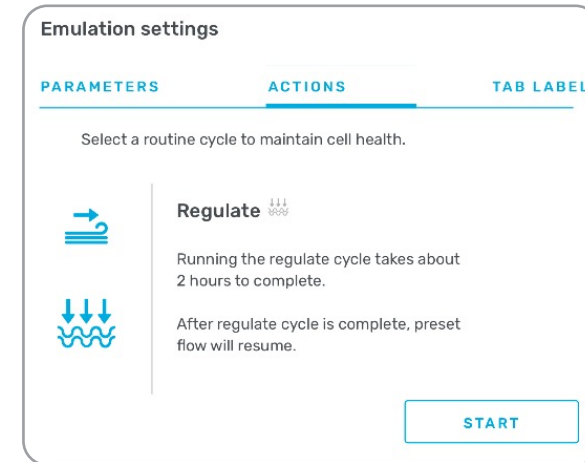 Emulation settings
PARAMETERS ACTIONS TAB LABEL
Select a routine cycle to maintain cell health.
Regulate
Running the regulate cycle takes about
2 hours to complete.
After regulate cycle is complete, preset
flow will resume.
START